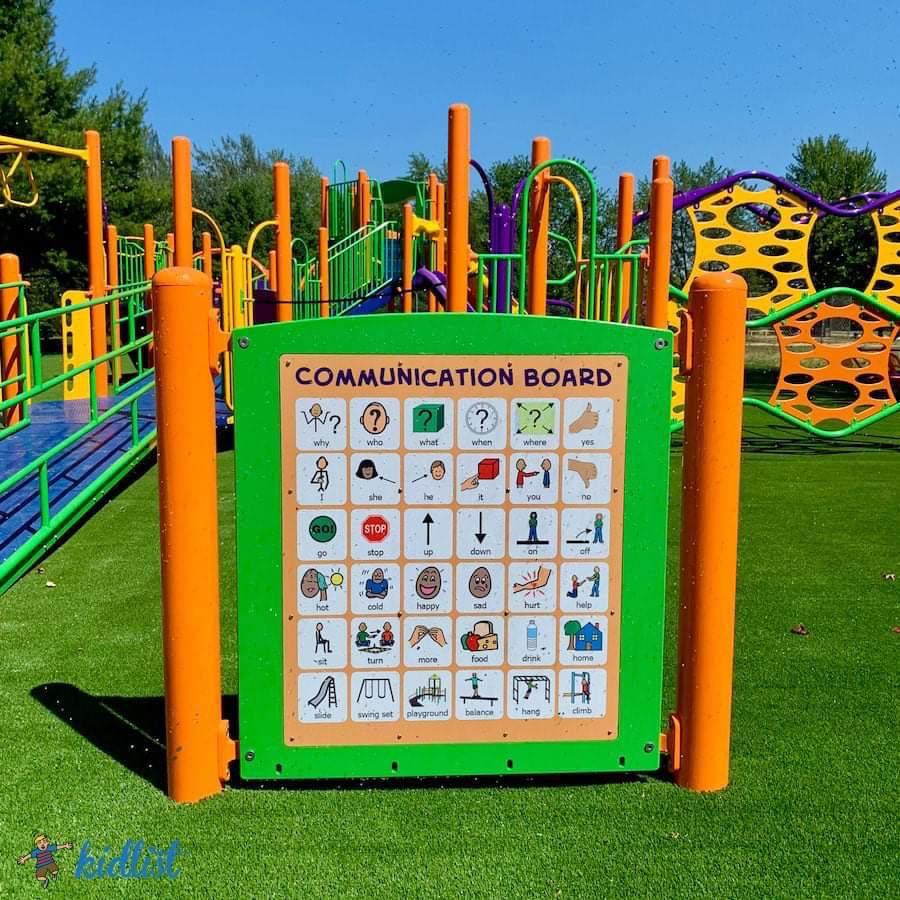 COMMUNICATION BOARD
why who what when where yes
I she he it you no
GO! STOP
go stop up down on off
hot cold happy sad hurt help
sit turn more food drink home
slide swing set playground balance hang climb
kidlist